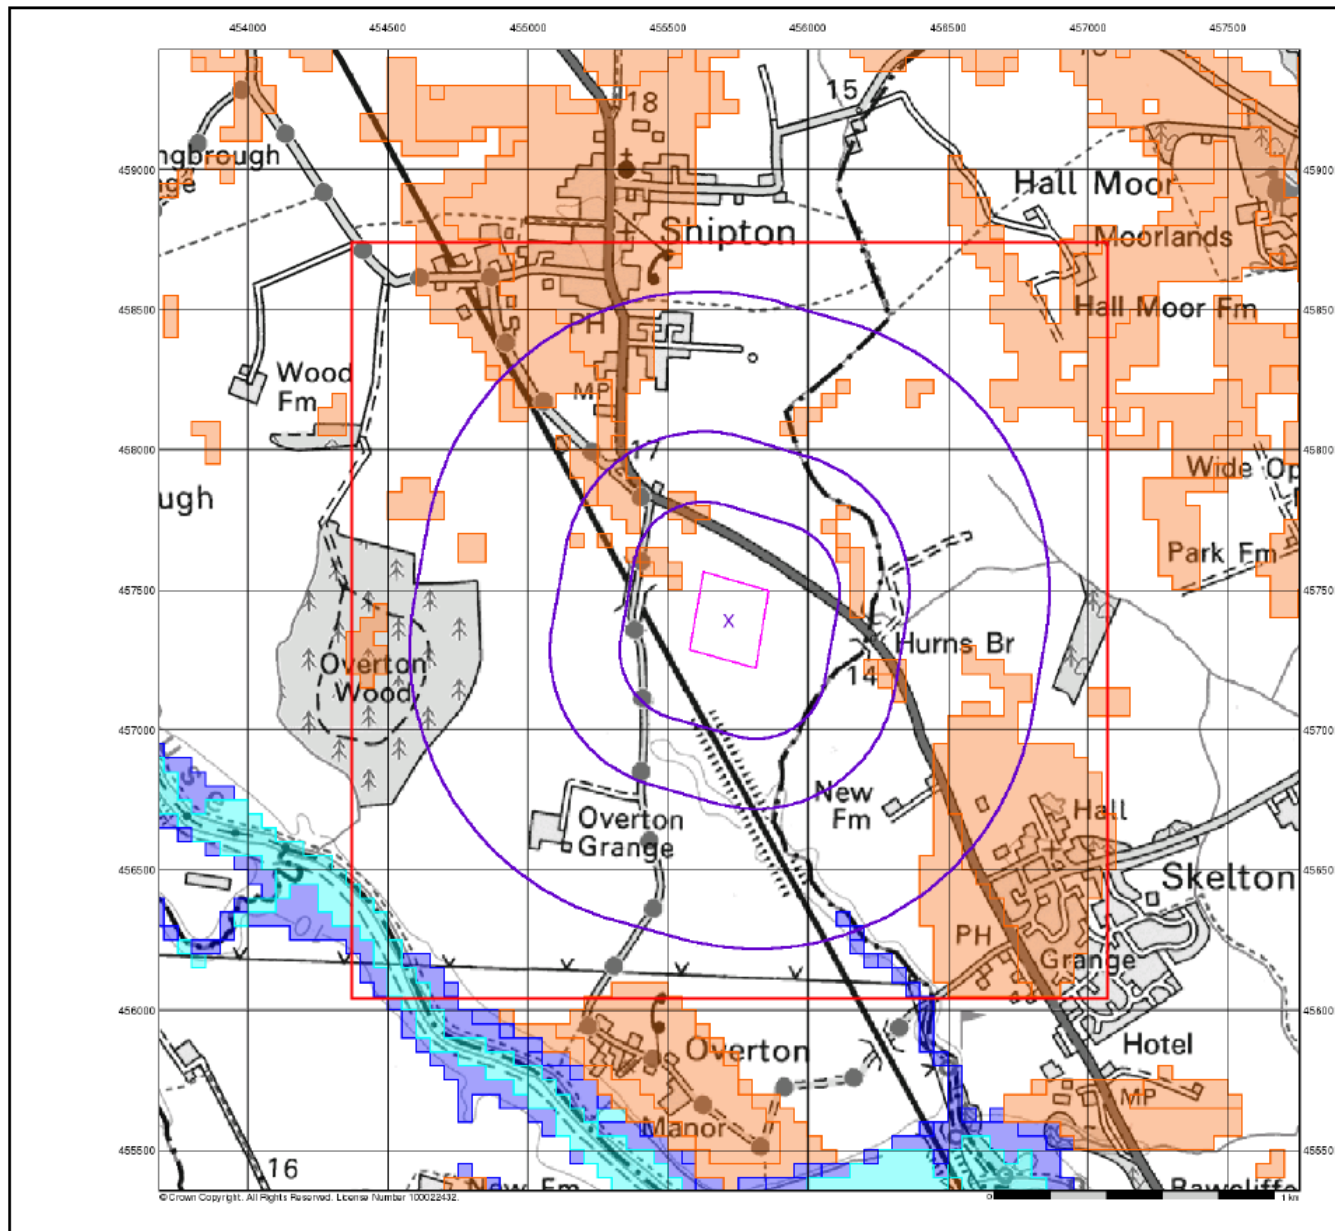 454000 454500 455000 455500 456000 456500 457000 457500
18
15
459000
Hall Moor
Shipton
Moorlands
458500
PH
Hall Moor Fm
Wood
Fm
MP
458000
17
Wide Op
ugh
Park Fm
457500
X
Hurns Br
Overton
Wood
14
457000
New
Fm
Overton
Grange
Hall
456500
Skelton
10
PH
Grange
456000
Overton
Hotel
MP
Manor
455500
16
New Fm
Rawcliffe
© Crown Copyright. All Rights Reserved. License Number 100022432.
0 1 km